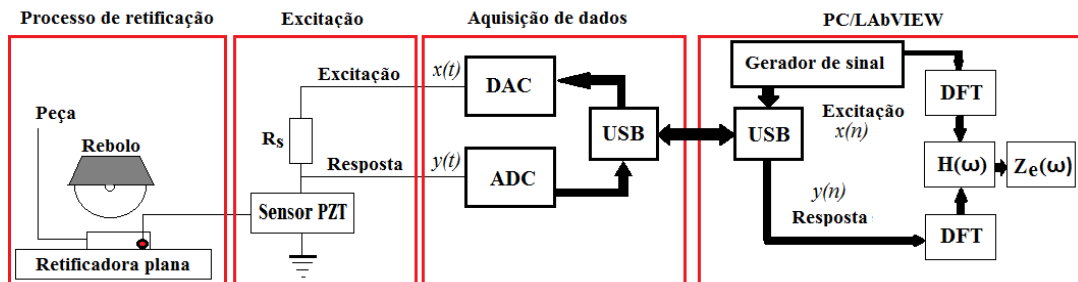 Processo de retificação
Excitação
Aquisição de dados
PC/LAbVIEW
Peça
Rebolo
Retificadora plana
Excitação
Rs
Resposta
Sensor PZT
x(t)
DAC
USB
y(t)
ADC
Gerador de sinal
USB
Excitação
x(n)
DFT
H(ω)
Ze(ω)
y(n)
Resposta
DFT